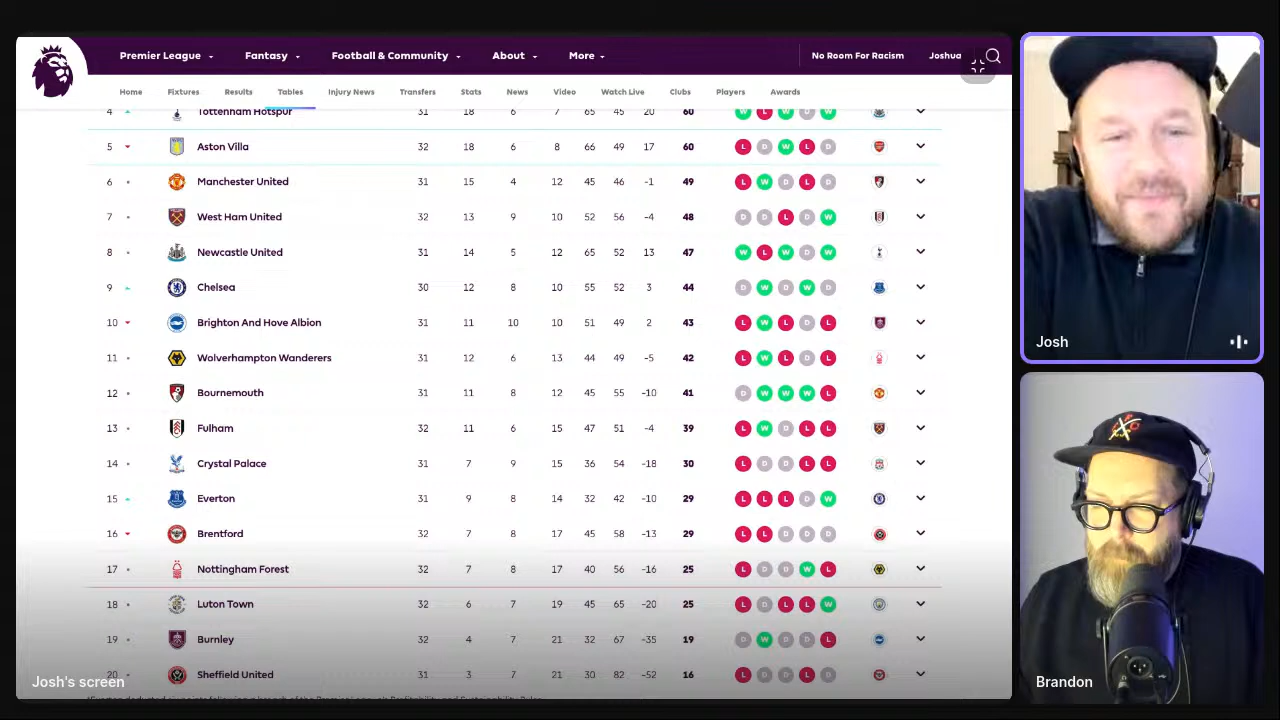 Premier League Fantasy Football & Community About More No Room For Racism Joshua
Home Fixtures Results Tables Injury News Transfers Stats News Video Watch Live Clubs Players Awards
4 Tottenham Hotspur 31 18 6 7 65 45 20 60 W L W D W
5 Aston Villa 32 18 6 8 66 49 17 60 L D W L D
6 Manchester United 31 15 4 12 45 46 -1 49 L W D L D
7 West Ham United 32 13 9 10 52 56 -4 48 D D L D W
8 Newcastle United 31 14 5 12 65 52 13 47 W L W D W
9 Chelsea 30 12 8 10 55 52 3 44 D W D W D
10 Brighton And Hove Albion 31 11 10 10 51 49 2 43 L W L D L
11 Wolverhampton Wanderers 31 12 6 13 44 49 -5 42 L W L D L
12 Bournemouth 31 11 8 12 45 55 -10 41 D W W W L
13 Fulham 32 11 6 15 47 51 -4 39 L W D L L
14 Crystal Palace 31 7 9 15 36 54 -18 30 L D D L L
15 Everton 31 9 8 14 32 42 -10 29 L L L D W
16 Brentford 32 7 8 17 45 58 -13 29 L L D D D
17 Nottingham Forest 32 7 8 17 40 56 -16 25 L D D W L
18 Luton Town 32 6 7 19 45 65 -20 25 L D L L W
19 Burnley 32 4 7 21 32 67 -35 19 D W D D L
20 Sheffield United 31 3 7 21 30 82 -52 16 L D D L D
Josh's screen
Josh
Brandon